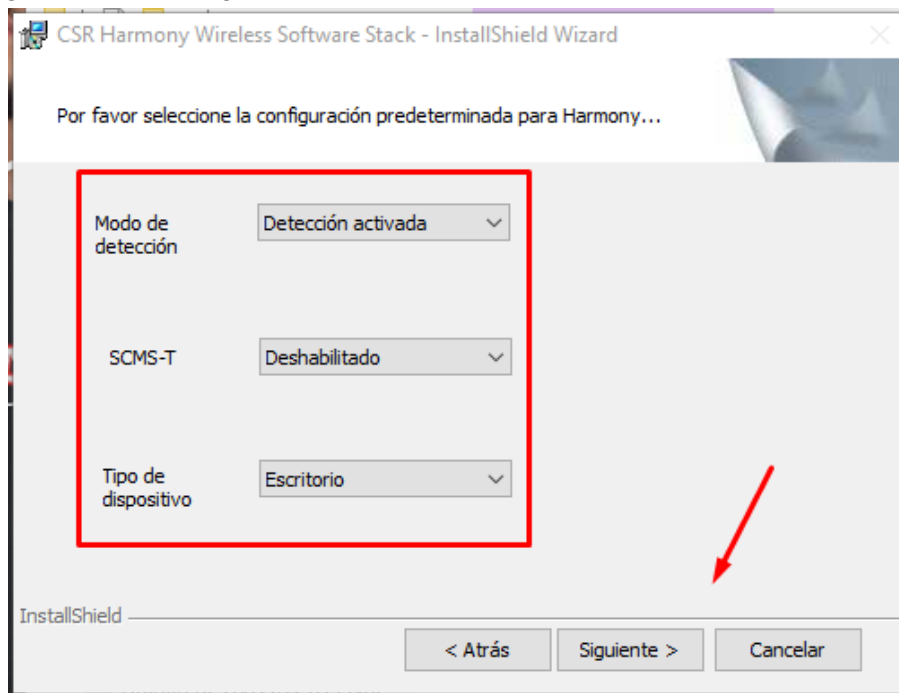 CSR Harmony Wireless Software Stack - InstallShield Wizard
Por favor seleccione la configuración predeterminada para Harmony...
Modo de
detección
Detección activada
SCMS-T
Deshabilitado
Tipo de
dispositivo
Escritorio
InstallShield
< Atrás
Siguiente >
Cancelar